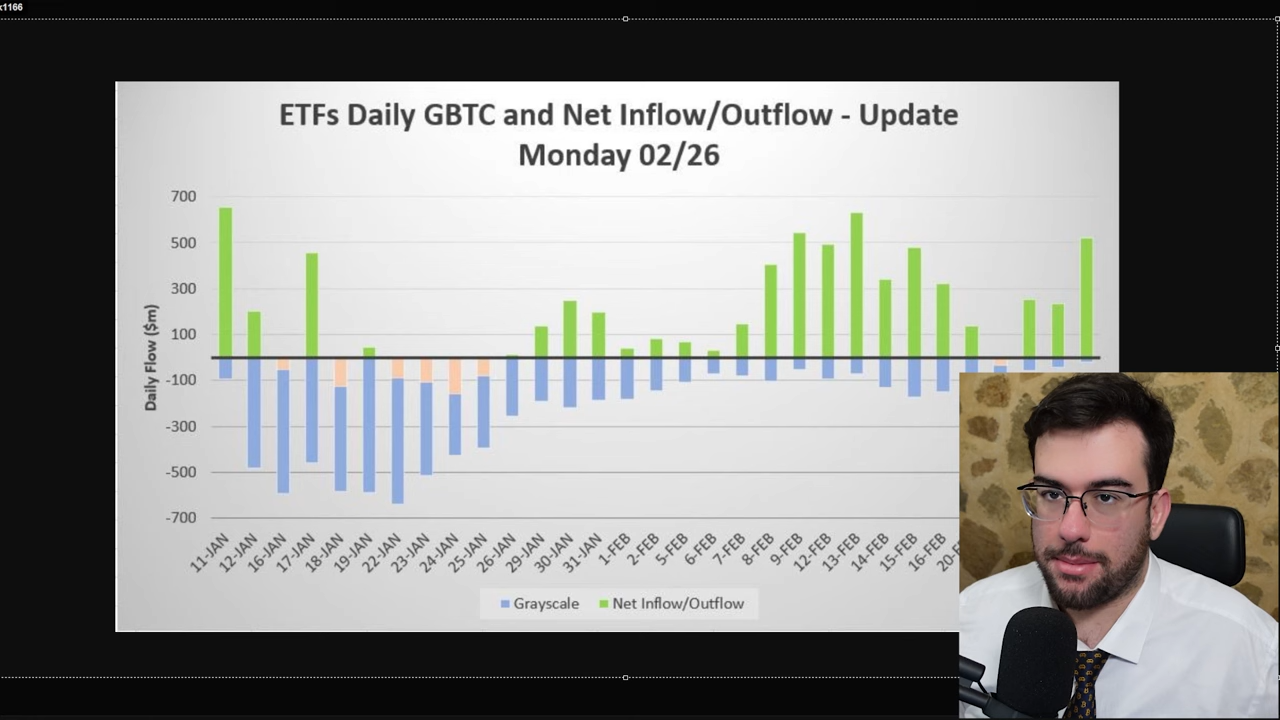 x1166
ETFs Daily GBTC and Net Inflow/Outflow - Update
Monday 02/26
700
500
300
100
-100
-300
-500
-700
Daily Flow ($m)
11-JAN
12-JAN
16-JAN
17-JAN
18-JAN
19-JAN
22-JAN
23-JAN
24-JAN
25-JAN
26-JAN
29-JAN
30-JAN
31-JAN
1-FEB
2-FEB
5-FEB
6-FEB
7-FEB
8-FEB
9-FEB
12-FEB
13-FEB
14-FEB
15-FEB
16-FEB
Grayscale
Net Inflow/Outflow